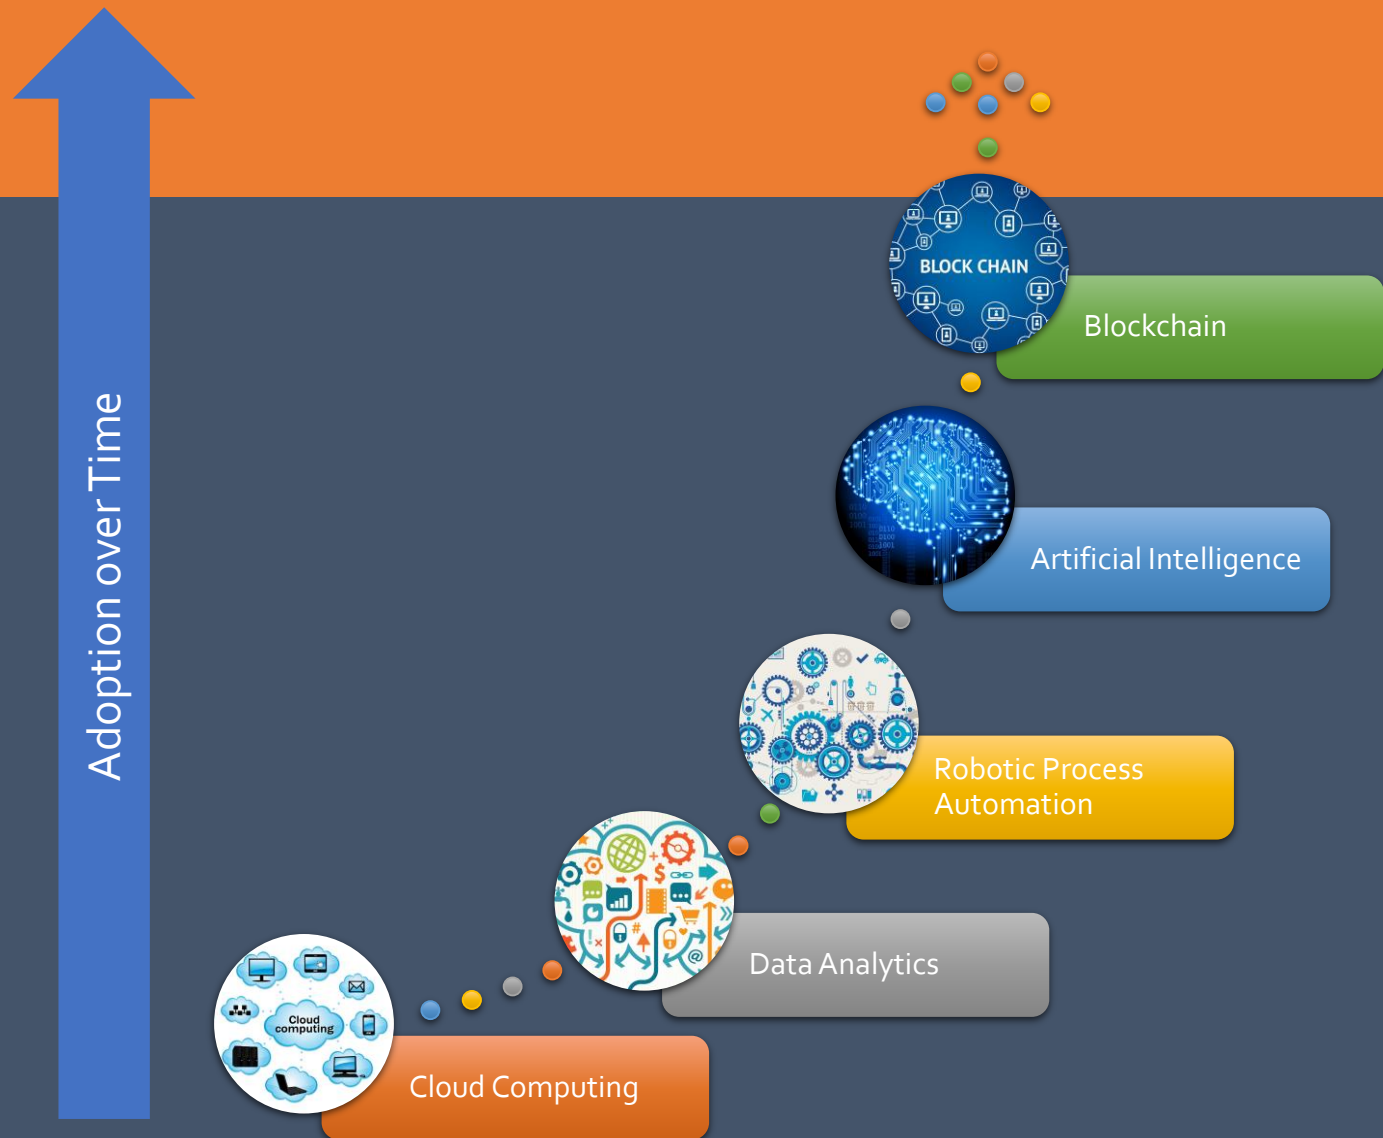 Adoption over Time
BLOCK CHAIN
Blockchain
Artificial Intelligence
Robotic Process
Automation
Data Analytics
Cloud
computing
Cloud Computing